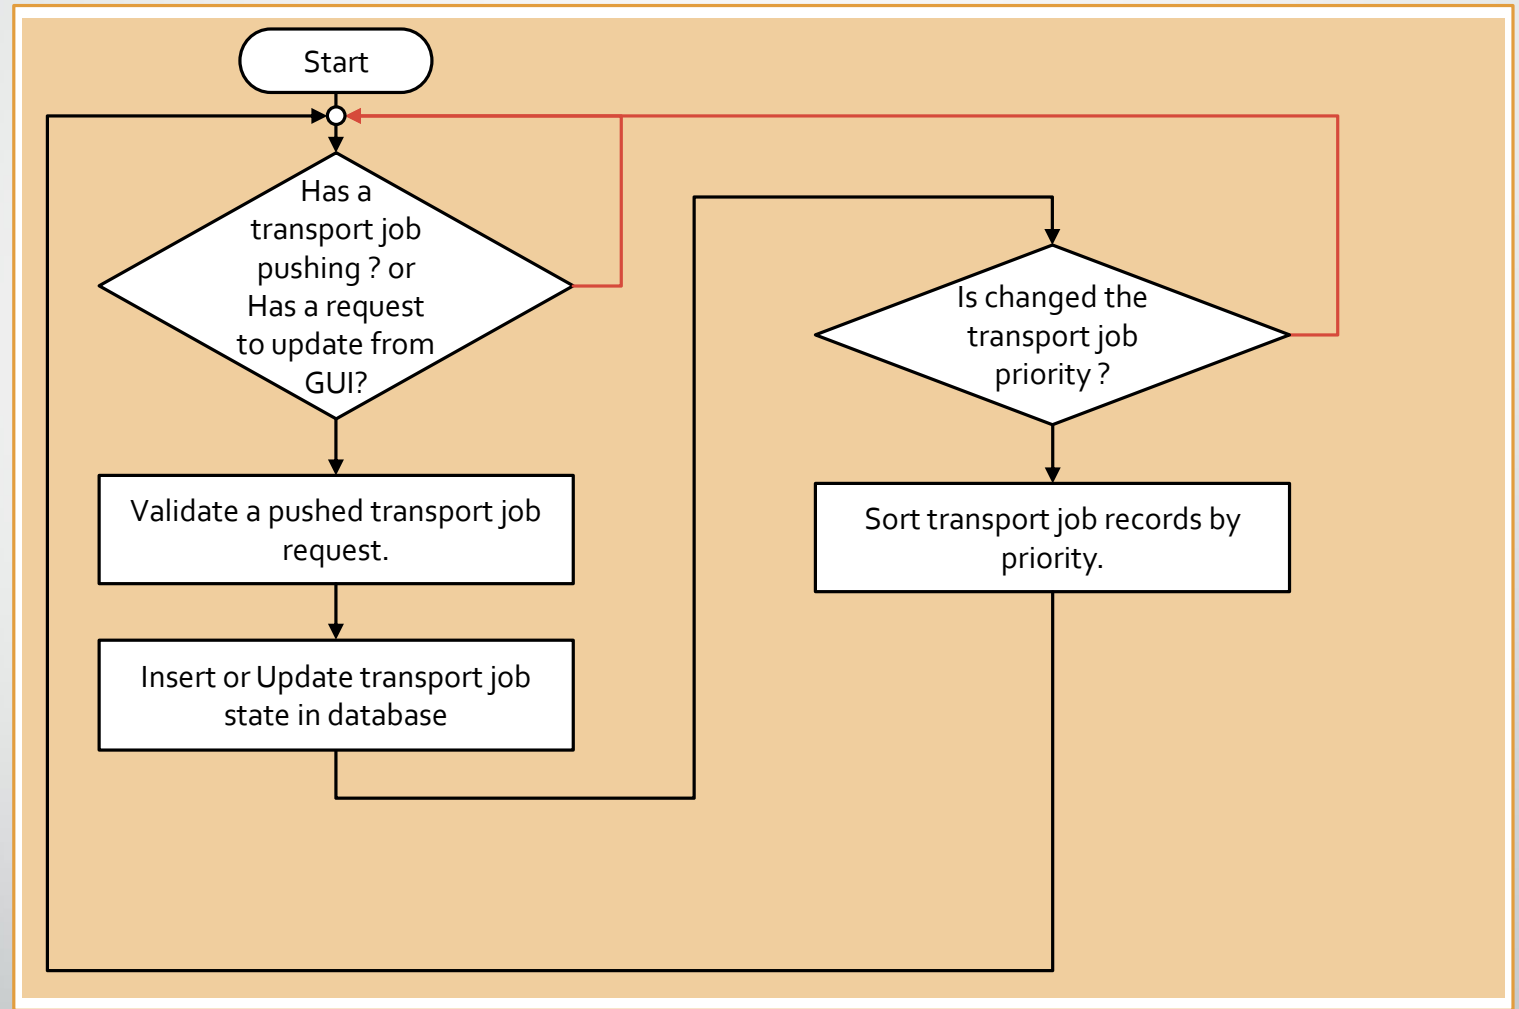 Start
Has a
transport job
pushing ? or
Has a request
to update from
GUI?
Validate a pushed transport job
request.
Insert or Update transport job
state in database
Is changed the
transport job
priority ?
Sort transport job records by
priority.